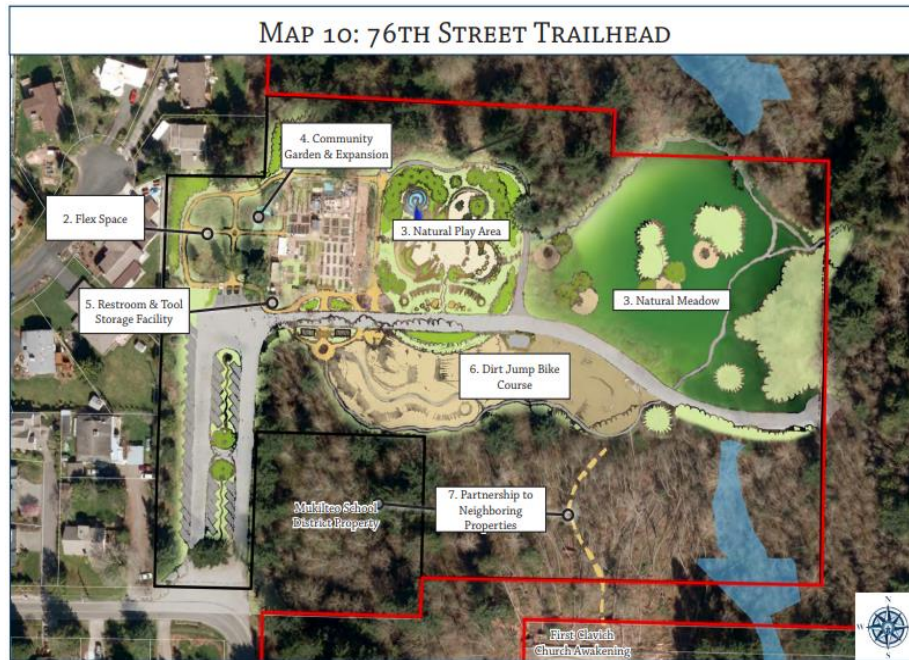 MAP 10: 76TH STREET TRAILHEAD
4. Community
Garden & Expansion
2. Flex Space
3. Natural Play Area
3. Natural Meadow
5. Restroom & Tool
Storage Facility
6. Dirt Jump Bike
Course
7. Partnership to
Neighboring
Properties
Mukilteo School
District Property
First Clavich
Church Awakening
N
W
E
S